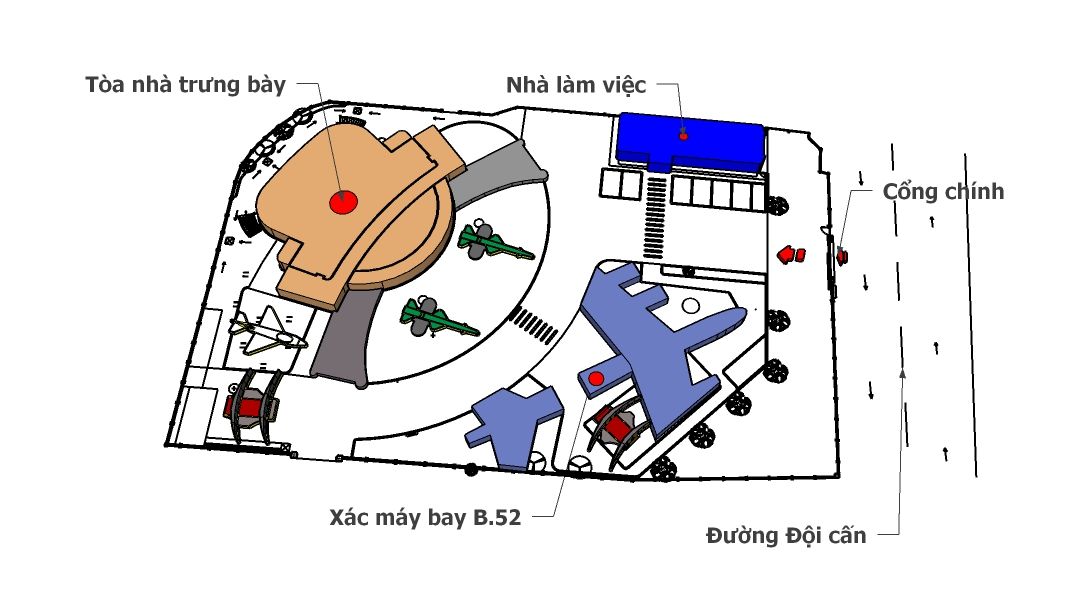 Tòa nhà trưng bày
Nhà làm việc
Cổng chính
Xác máy bay B.52
Đường Đội cấn